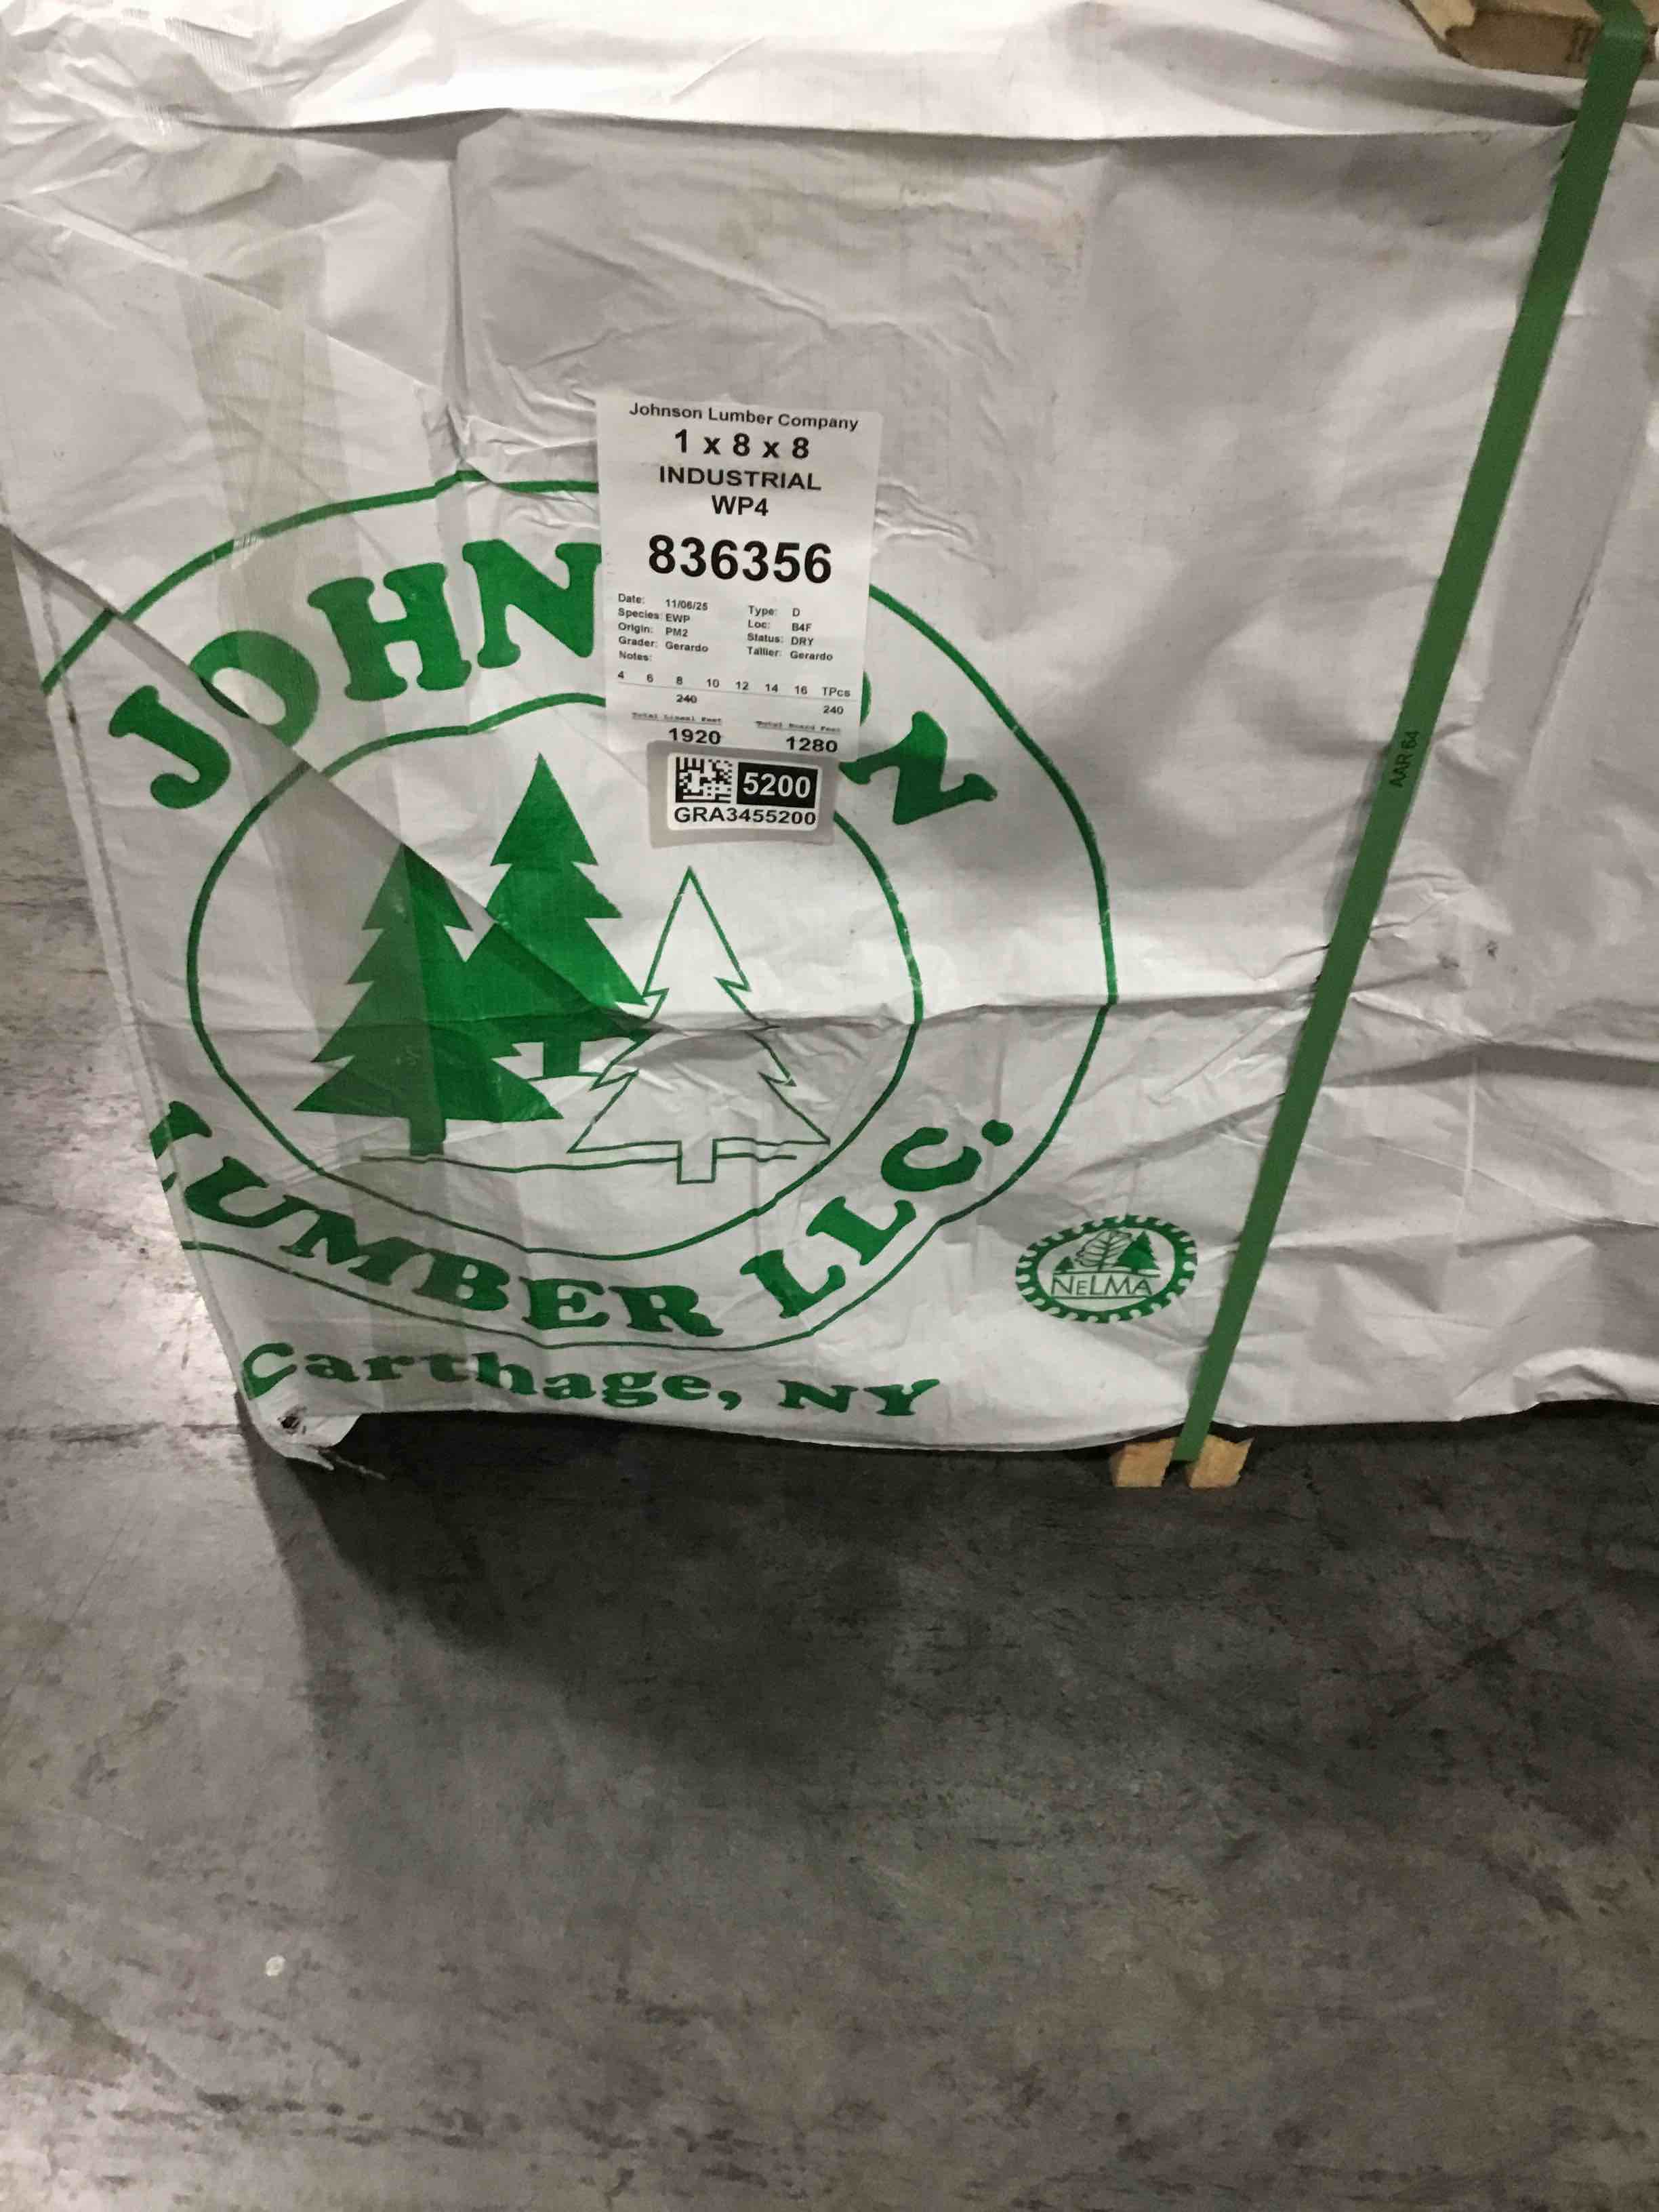 Johnson Lumber Company
1 x 8 x 8
INDUSTRIAL
WP4
836356
Date: 11/06/25 Type: D
Species: EWP Loc: B4F
Origin: PM2 Status: DRY
Grader: Gerardo Tallier: Gerardo
Notes:
4 6 8 10 12 14 16 TPcs
240 240
Total Lineal Feet Total Board Feet
1920 1280
5200
GRA3455200
JOHN ON
LUMBER LLC.
Carthage, NY
NELMA
AAR 64